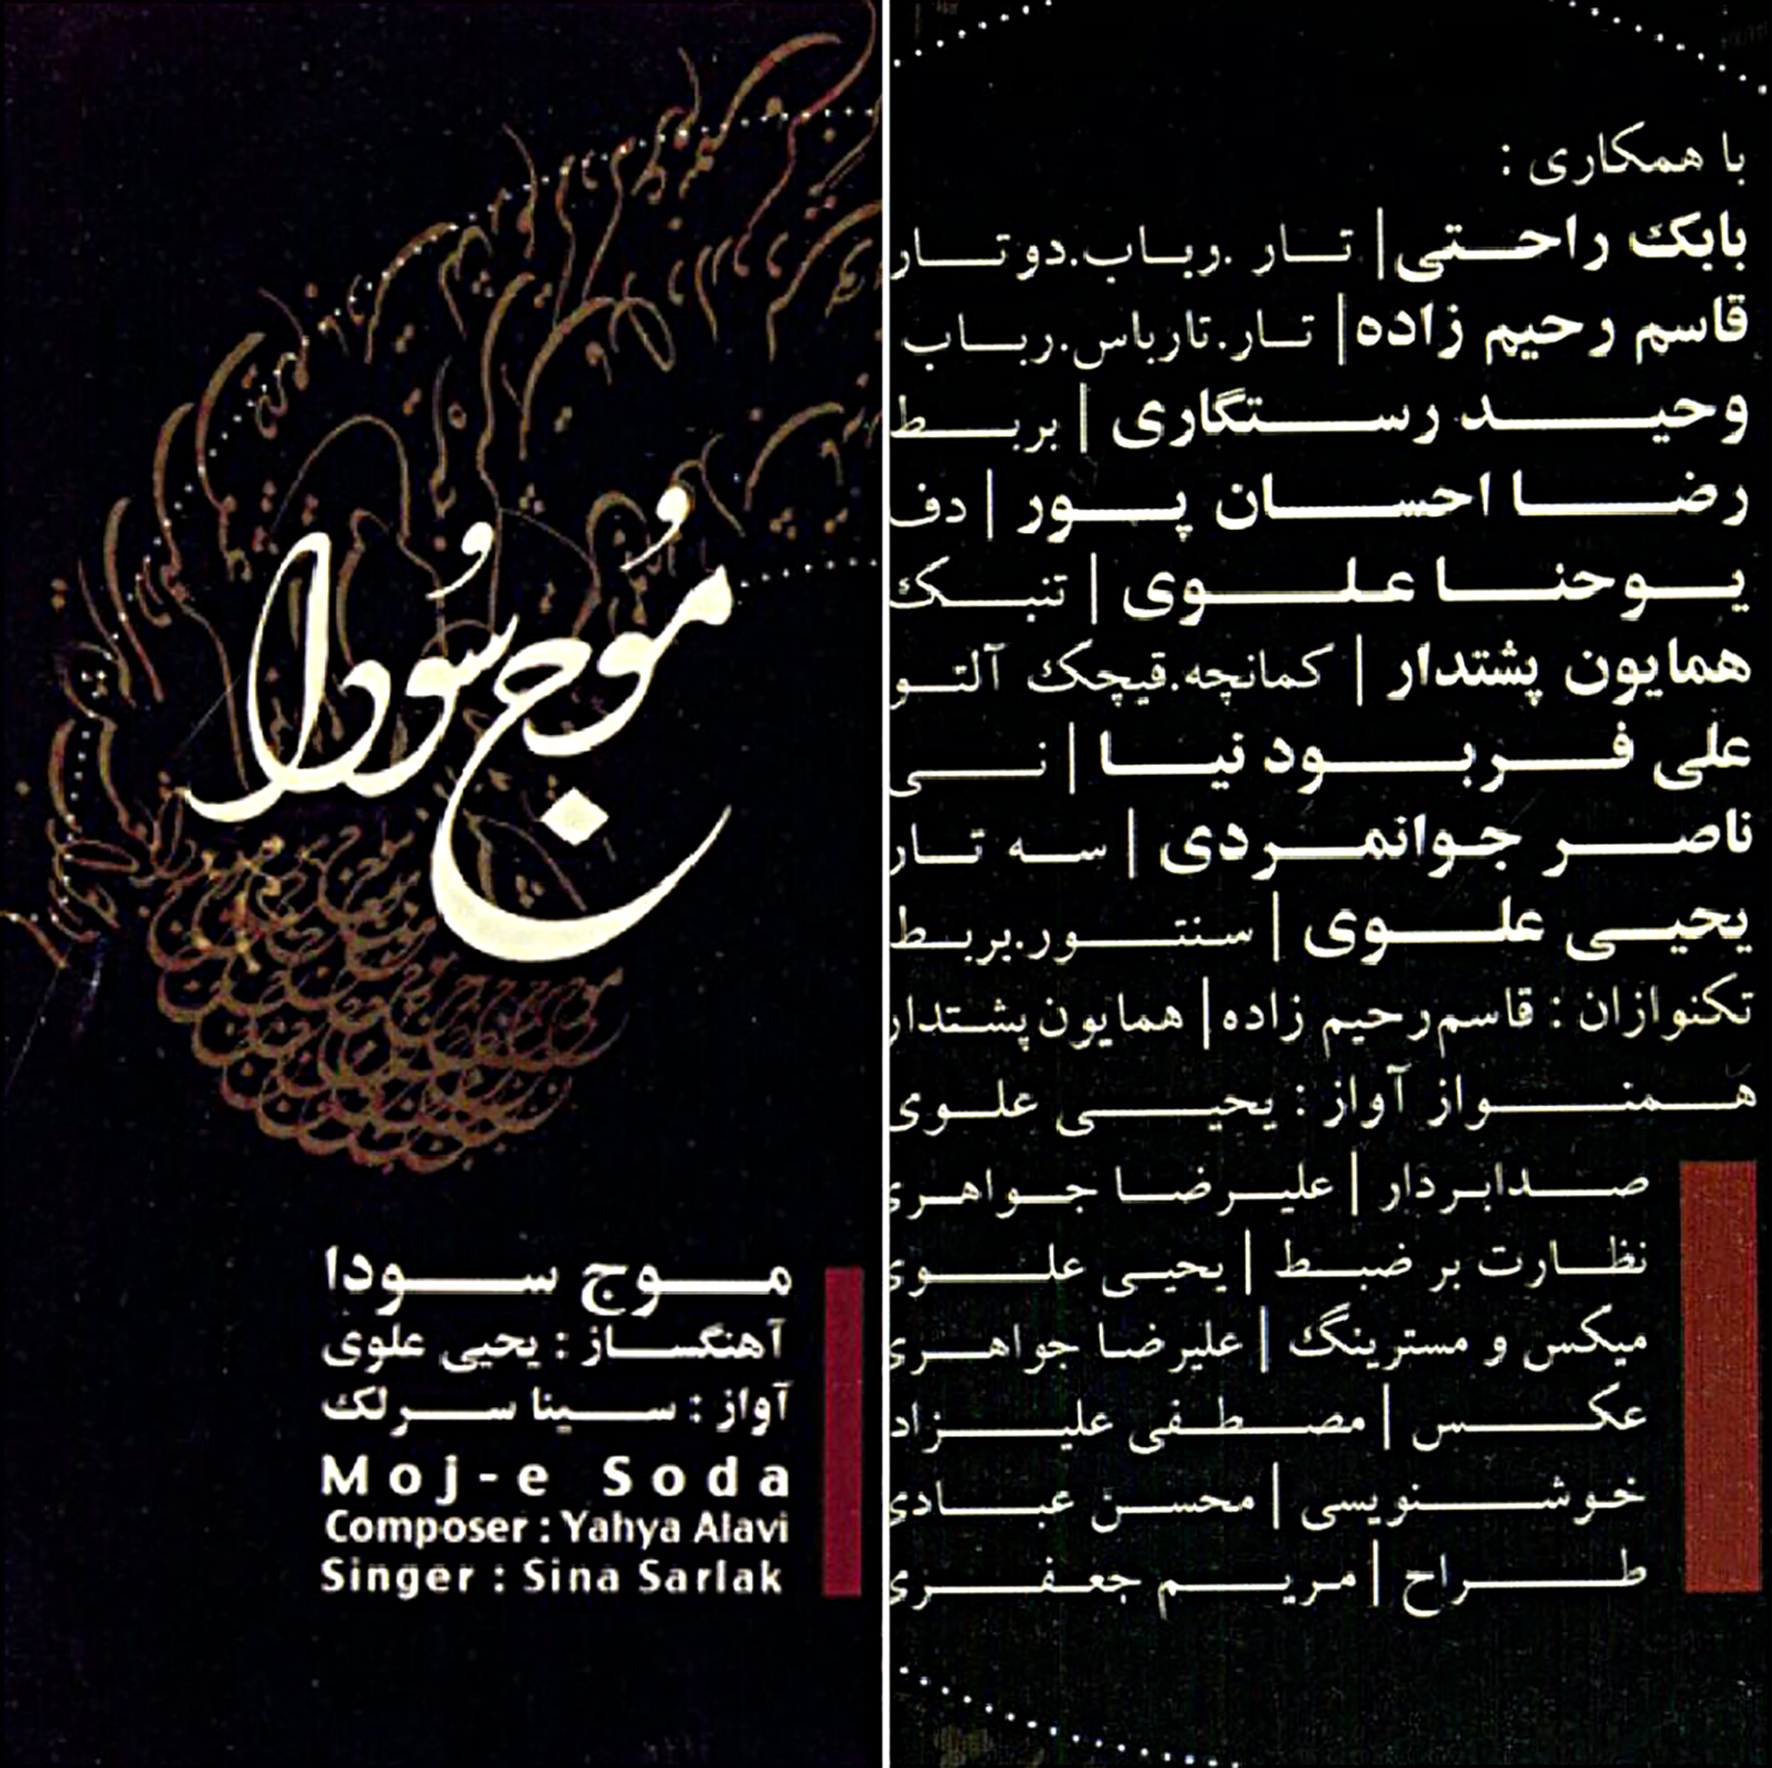 مُوج سُودا
موج سودا
آهنگساز : یحیی علوی
آواز : سینا سرلک
Moj-e Soda
Composer : Yahya Alavi
Singer : Sina Sarlak
با همکاری :
بابک راحتی | تار .رباب.دوتار
قاسم رحیم زاده | تار.تارباس.رباب
وحید رستگاری | بربط
رضا احسان پور | دف
یوحنا علوی | تنبک
همایون پشتدار | کمانچه.قیچک آلتو
علی فربود نیا | نی
ناصر جوانمردی | سه تار
یحیی علوی | سنتور.بربط
تکنوازان : قاسم رحیم زاده | همایون پشتدار
همنواز آواز : یحیی علوی
صدابردار | علیرضا جواهری
نظارت بر ضبط | یحیی علوی
میکس و مسترینگ | علیرضا جواهری
عکس | مصطفی علیزاد
خوشنویسی | محسن عبادی
طراح | مریم جعفری